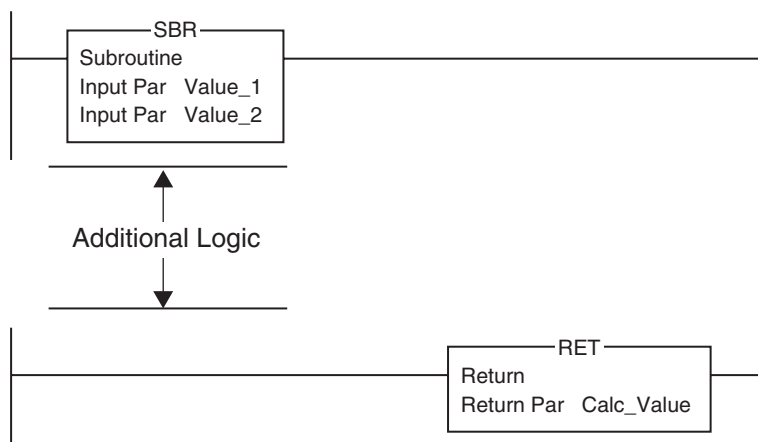 SBR
Subroutine
Input Par Value_1
Input Par Value_2
Additional Logic
RET
Return
Return Par Calc_Value